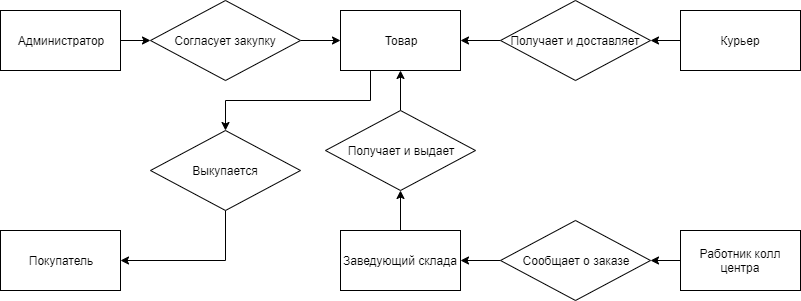 Администратор
Согласует закупку
Товар
Получает и доставляет
Курьер
Выкупается
Получает и выдает
Покупатель
Заведующий склада
Сообщает о заказе
Работник колл
центра